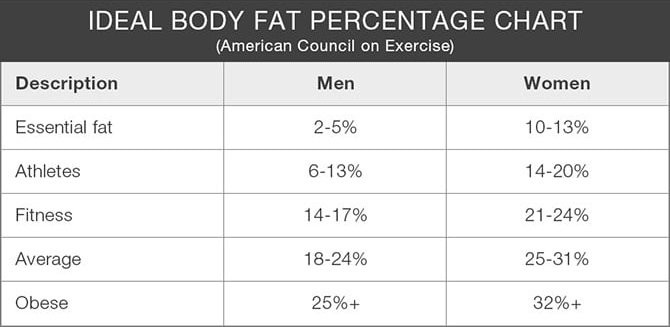 IDEAL BODY FAT PERCENTAGE CHART
(American Council on Exercise)
Description Men Women
Essential fat 2-5% 10-13%
Athletes 6-13% 14-20%
Fitness 14-17% 21-24%
Average 18-24% 25-31%
Obese 25%+ 32%+